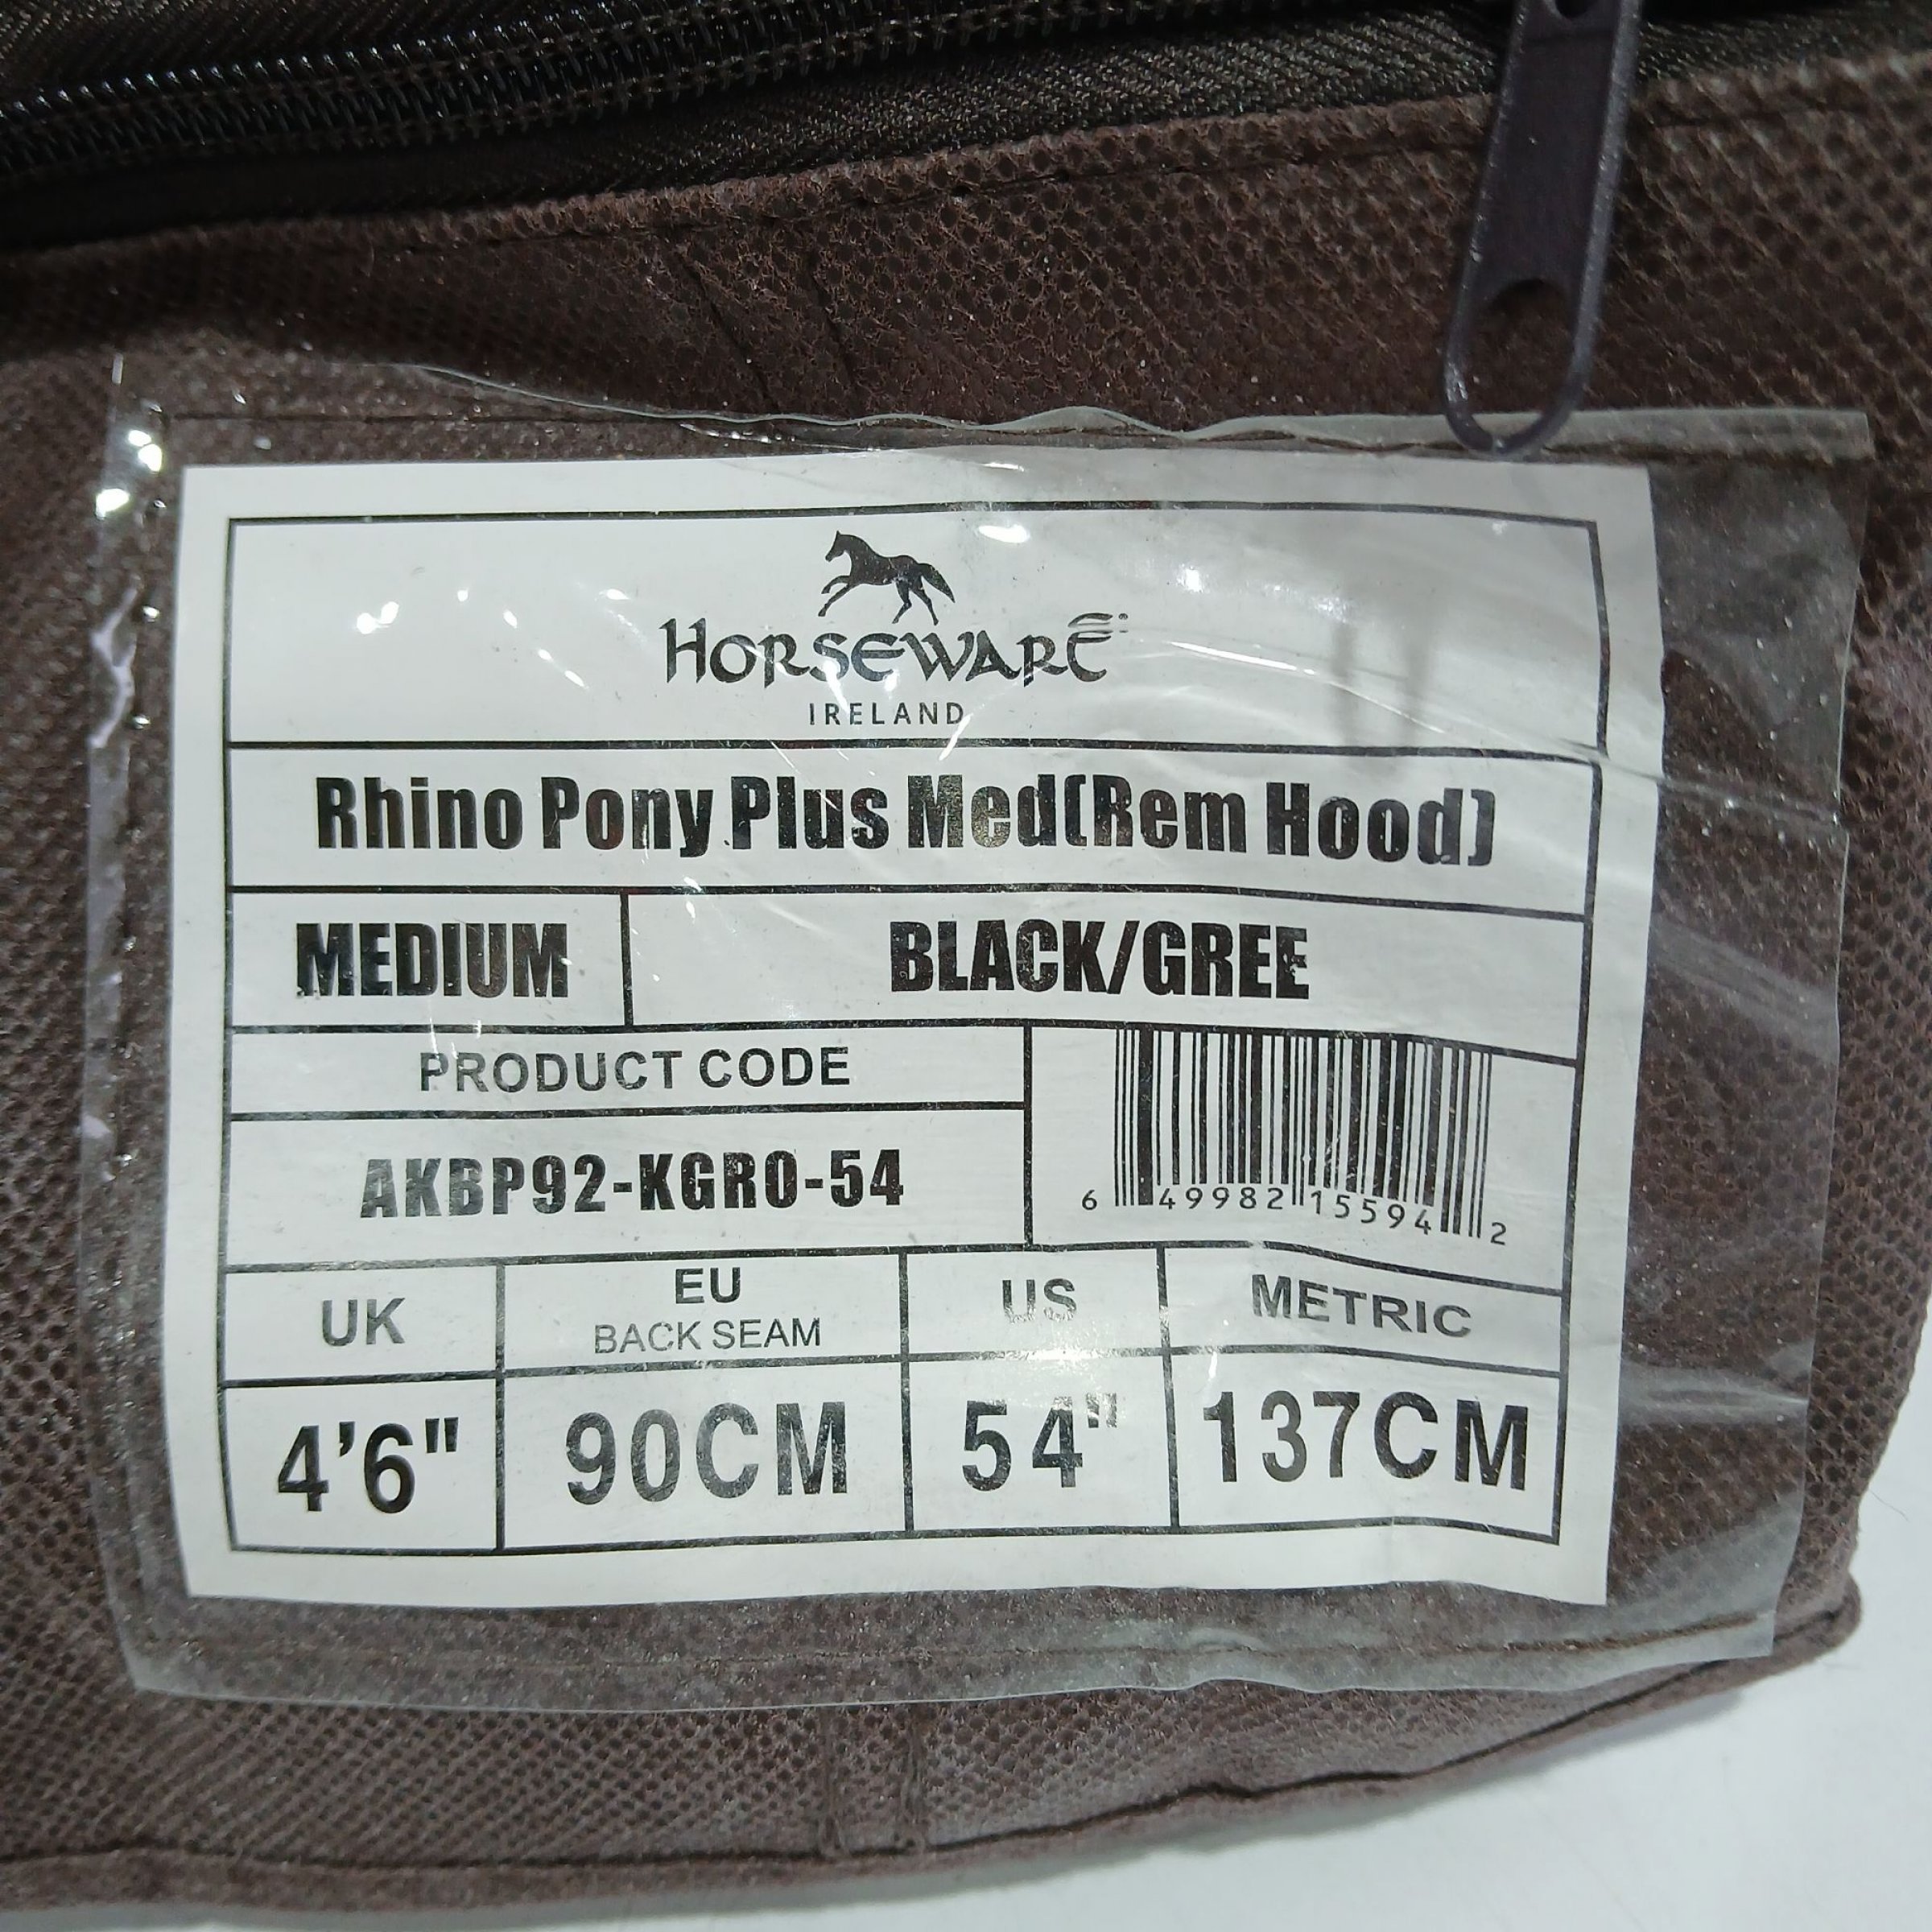 HORSEWARE
IRELAND
Rhino Pony Plus Med(Rem Hood)
MEDIUM
BLACK/GREE
PRODUCT CODE
AKBP92-KGRO-54
6 49982 15594 2
UK
EU
BACK SEAM
US
METRIC
4'6"
90CM
54"
137CM